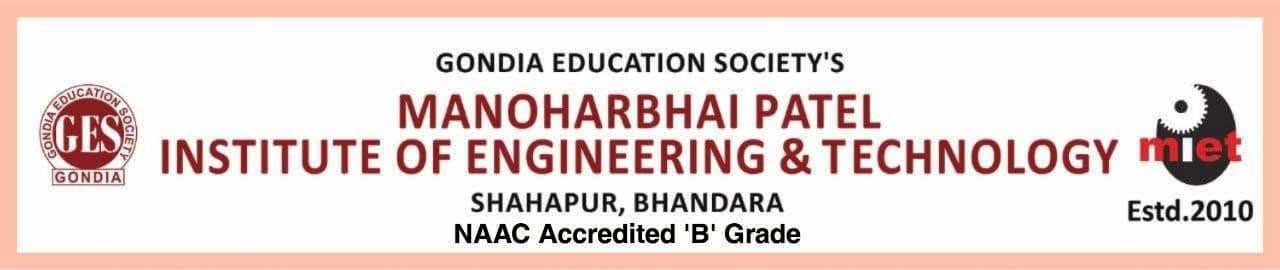 GONDIA EDUCATION SOCIETY'S
MANOHARBHAI PATEL
INSTITUTE OF ENGINEERING & TECHNOLOGY
SHAHAPUR, BHANDARA
NAAC Accredited 'B' Grade
GONDIA EDUCATION SOCIETY
GES
GONDIA
miet
Estd.2010